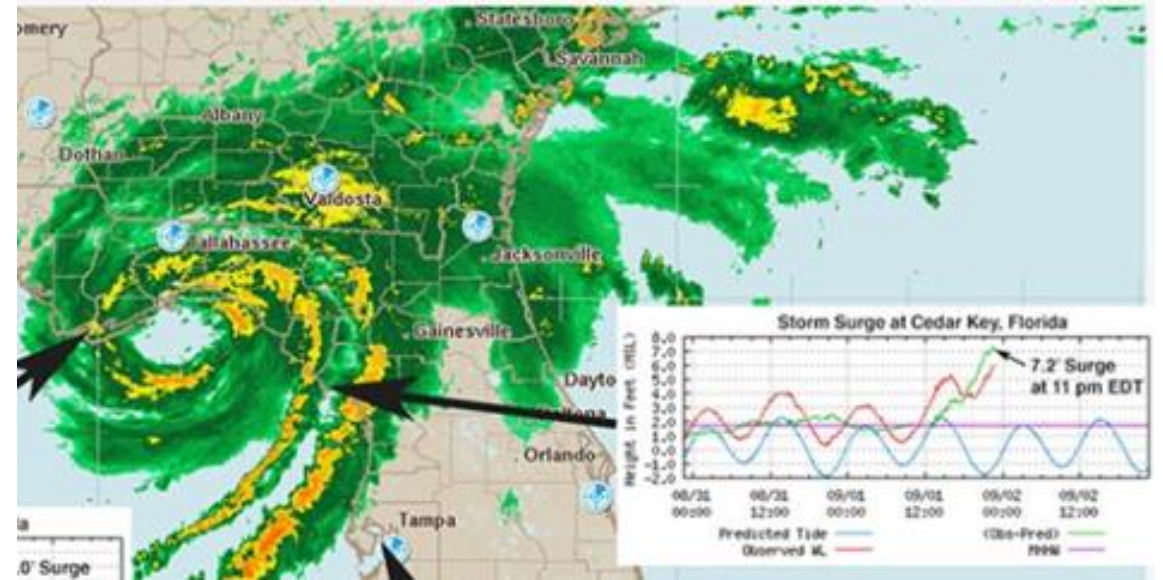 omery
Statesboro
Savannah
Albany
Dothan
Valdosta
Tallahassee
Jacksonville
Gainesville
Dayto
Orlando
Tampa
la
.0' Surge
Storm Surge at Cedar Key, Florida
Height in Feet (MSL)
8.0
7.0
5.0
4.0
3.0
2.0
1.0
0.0
-1.0
-2.0
7.2' Surge
at 11 pm EDT
08/31 08/31 09/01 09/01 09/02 09/02
00:00 12:00 00:00 12:00 00:00 12:00
Predicted Tide (Obs-Pred)
Observed WL MHHW